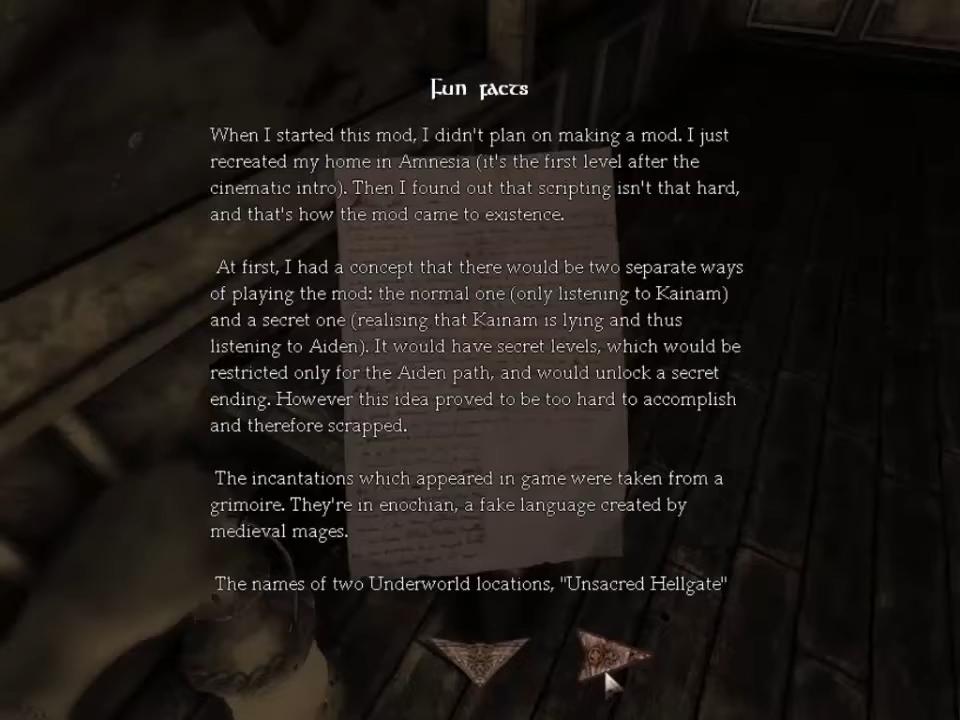 Fun facts
When I started this mod, I didn't plan on making a mod. I just
recreated my home in Amnesia (it's the first level after the
cinematic intro). Then I found out that scripting isn't that hard,
and that's how the mod came to existence.
At first, I had a concept that there would be two separate ways
of playing the mod: the normal one (only listening to Kainam)
and a secret one (realising that Kainam is lying and thus
listening to Aiden). It would have secret levels, which would be
restricted only for the Aiden path, and would unlock a secret
ending. However this idea proved to be too hard to accomplish
and therefore scrapped.
The incantations which appeared in game were taken from a
grimoire. They're in enochian, a fake language created by
medieval mages.
The names of two Underworld locations, "Unsacred Hellgate"